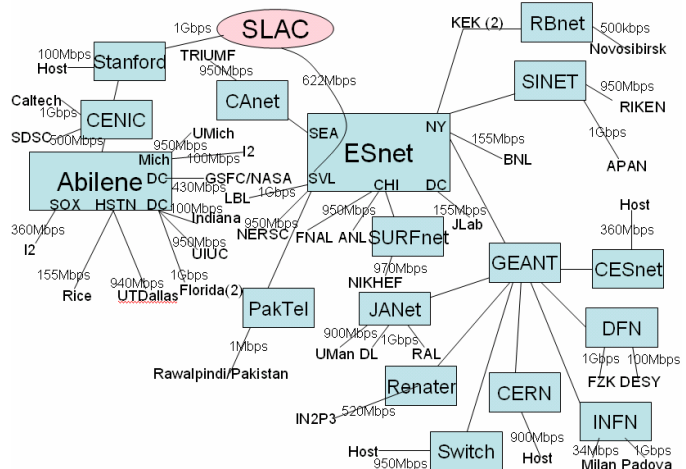 SLAC
1Gbps
KEK (2)
RBnet
500kbps
Novosibirsk
100Mbps
Host
Stanford
TRIUMF
950Mbps
622Mbps
SINET
950Mbps
RIKEN
Caltech
1Gbps
CENIC
CAnet
SDSC
500Mbps
UMich
950Mbps
I2
100Mbps
SEA
NY
ESnet
155Mbps
BNL
1Gbps
APAN
Mich
Abilene
DC
GSFC/NASA
430Mbps
LBL
1Gbps
SVL
CHI
DC
SOX
HSTN
DC
100Mbps
Indiana
950Mbps
UIUC
950Mbps
NERSC
FNAL
ANL
950Mbps
155Mbps
JLab
Host
360Mbps
360Mbps
I2
155Mbps
Rice
940Mbps
UTDallas
1Gbps
Florida(2)
SURFnet
970Mbps
NIKHEF
GEANT
CESnet
PakTel
1Mbps
Rawalpindi/Pakistan
JANet
900Mbps
UMan
DL
1Gbps
RAL
DFN
1Gbps
100Mbps
FZK
DESY
Renater
IN2P3
520Mbps
CERN
900Mbps
Host
INFN
34Mbps
1Gbps
Milan
Padova
Host
950Mbps
Switch